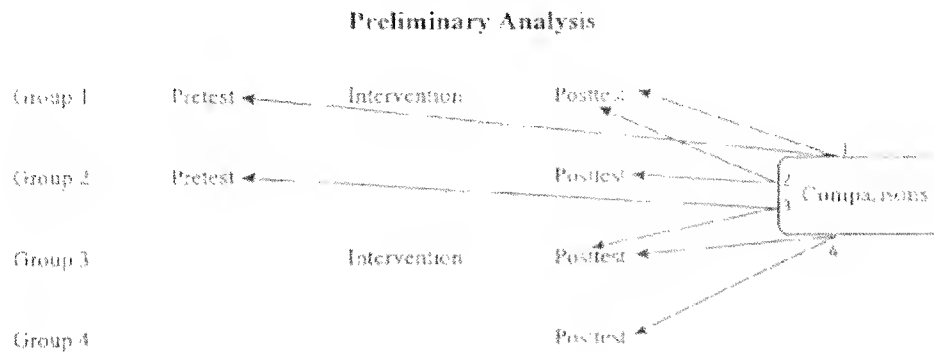 Preliminary Analysis
Group 1 Pretest Intervention Posttest
1
Group 2 Pretest Posttest 2
3 Comparisons
Group 3 Intervention Posttest 4
Group 4 Posttest